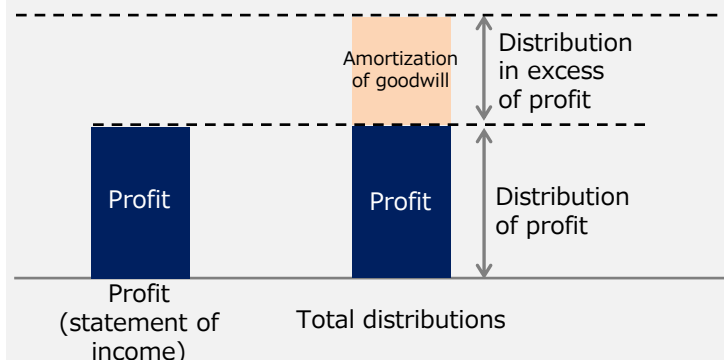 Amortization
of goodwill
Distribution
in excess
of profit
Profit
Profit
Distribution
of profit
Profit
(statement of
income)
Total distributions